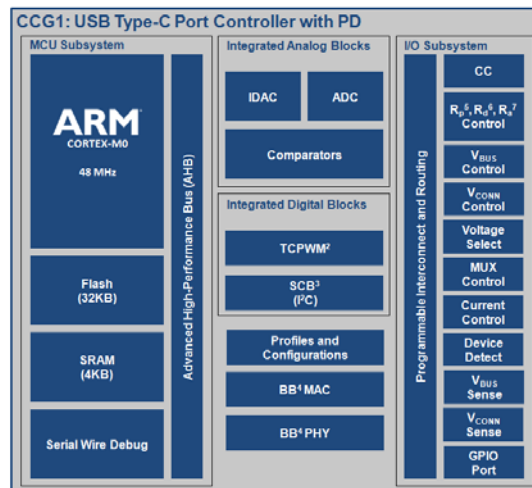 CCG1: USB Type-C Port Controller with PD
MCU Subsystem
ARM®
CORTEX-M0
48 MHz
Flash
(32KB)
SRAM
(4KB)
Serial Wire Debug
Advanced High-Performance Bus (AHB)
Integrated Analog Blocks
IDAC
ADC
Comparators
Integrated Digital Blocks
TCPWM²
SCB³
(I²C)
Profiles and
Configurations
BB⁴ MAC
BB⁴ PHY
I/O Subsystem
Programmable Interconnect and Routing
CC
Rp⁵, Rd⁶, Ra⁷
Control
VBUS
Control
VCONN
Control
Voltage
Select
MUX
Control
Current
Control
Device
Detect
VBUS
Sense
VCONN
Sense
GPIO
Port